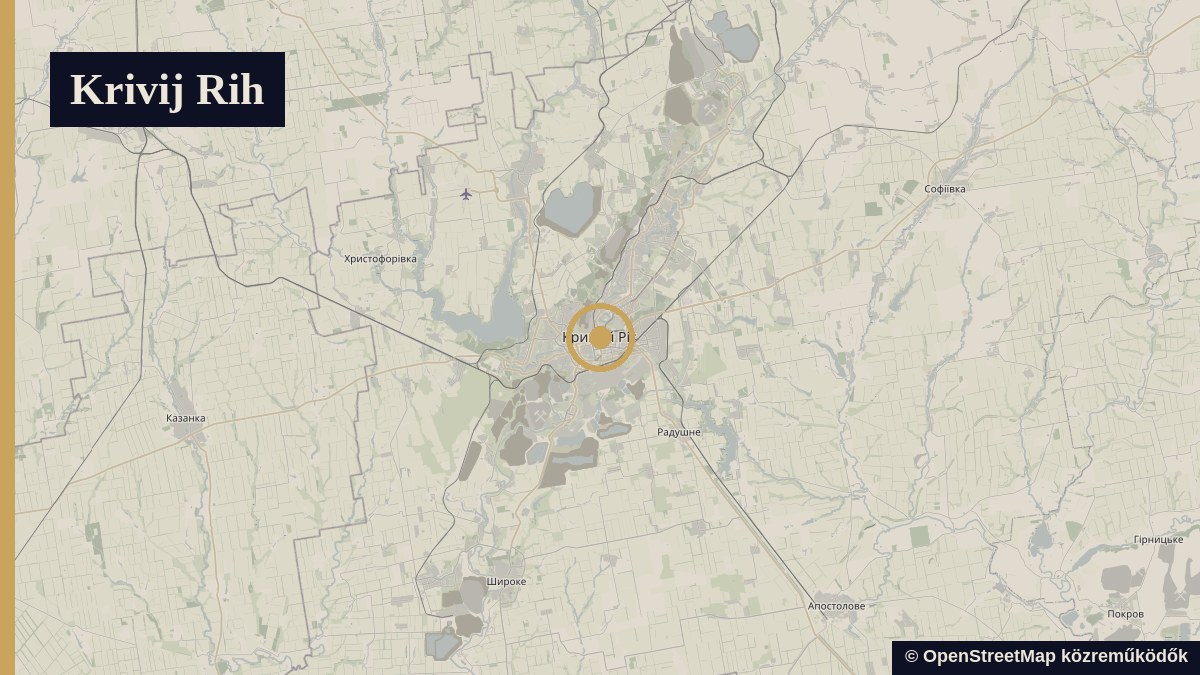 Krivij Rih
Софіївка
Христофорівка
Казанка
Радушне
Гірницьке
Широке
Апостолове
Покров
© OpenStreetMap közreműködők